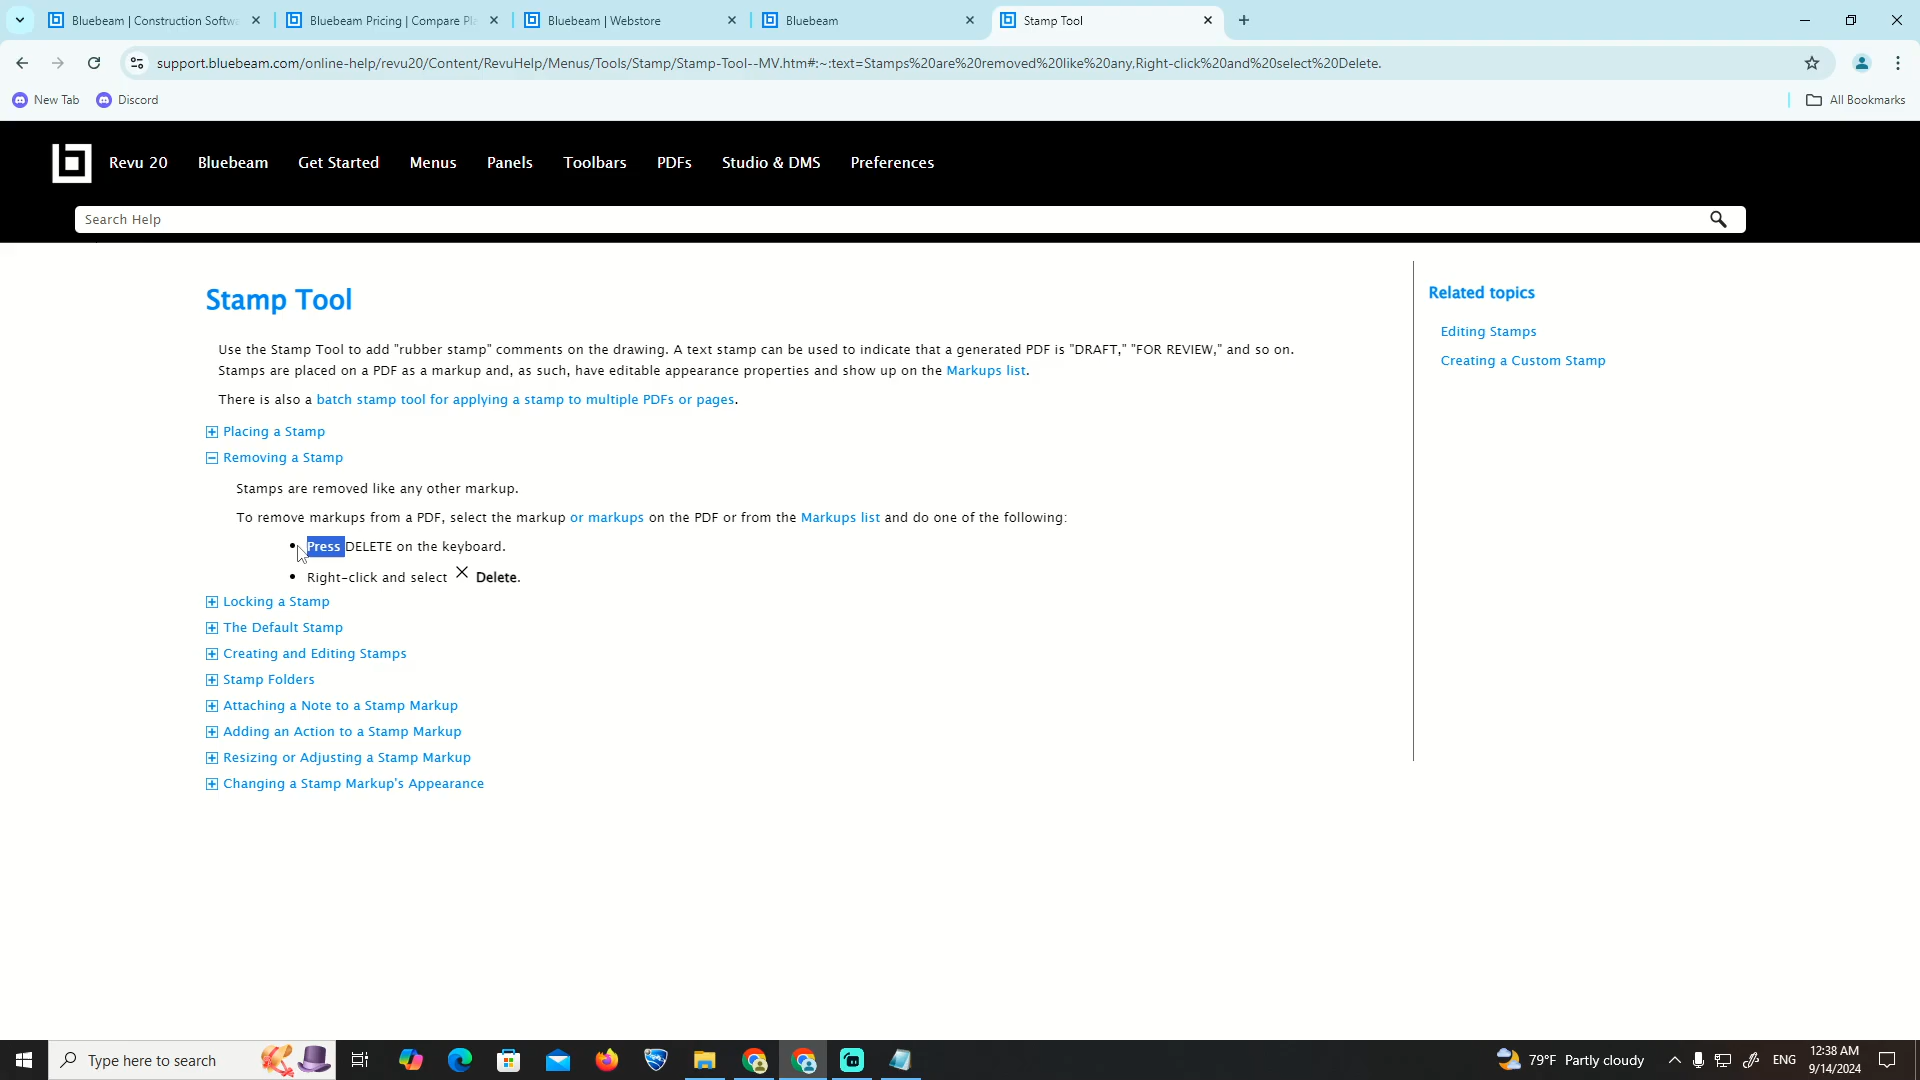 Bluebeam | Construction Softwa
Bluebeam Pricing | Compare Pla
Bluebeam | Webstore
Bluebeam
Stamp Tool
support.bluebeam.com/online-help/revu20/Content/RevuHelp/Menus/Tools/Stamp/Stamp-Tool--MV.htm#:~:text=Stamps%20are%20removed%20like%20any,Right-click%20and%20select%20Delete.
New Tab
Discord
All Bookmarks
Revu 20
Bluebeam
Get Started
Menus
Panels
Toolbars
PDFs
Studio & DMS
Preferences
Search Help
Stamp Tool
Use the Stamp Tool to add "rubber stamp" comments on the drawing. A text stamp can be used to indicate that a generated PDF is "DRAFT," "FOR REVIEW," and so on.
Stamps are placed on a PDF as a markup and, as such, have editable appearance properties and show up on the Markups list.
There is also a batch stamp tool for applying a stamp to multiple PDFs or pages.
Placing a Stamp
Removing a Stamp
Stamps are removed like any other markup.
To remove markups from a PDF, select the markup or markups on the PDF or from the Markups list and do one of the following:
• Press DELETE on the keyboard.
• Right-click and select Delete.
Locking a Stamp
The Default Stamp
Creating and Editing Stamps
Stamp Folders
Attaching a Note to a Stamp Markup
Adding an Action to a Stamp Markup
Resizing or Adjusting a Stamp Markup
Changing a Stamp Markup's Appearance
Related topics
Editing Stamps
Creating a Custom Stamp
Type here to search
79°F Partly cloudy
ENG
12:38 AM
9/14/2024